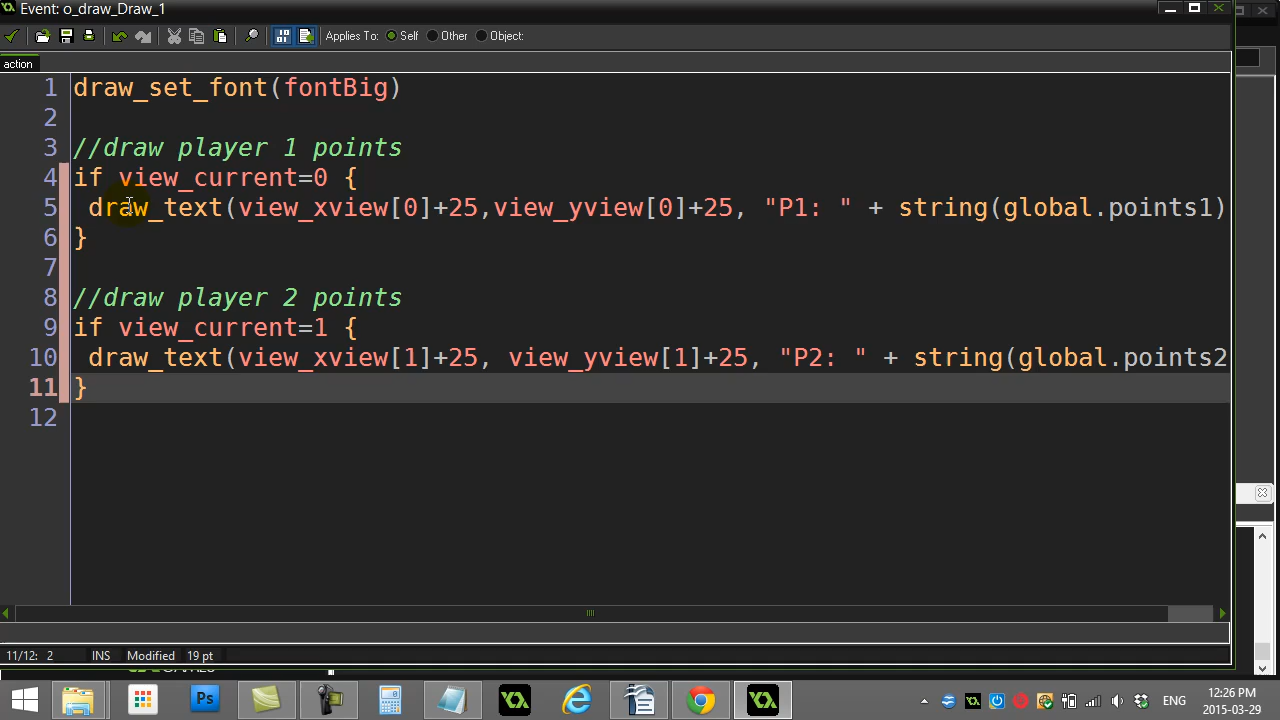 Event: o_draw_Draw_1
Applies To: Self Other Object:
action
1 draw_set_font(fontBig)
2
3 //draw player 1 points
4 if view_current=0 {
5 draw_text(view_xview[0]+25,view_yview[0]+25, "P1: " + string(global.points1)
6 }
7
8 //draw player 2 points
9 if view_current=1 {
10 draw_text(view_xview[1]+25, view_yview[1]+25, "P2: " + string(global.points2
11 }
12
11/12: 2 INS Modified 19 pt
Ps
ENG
12:26 PM
2015-03-29